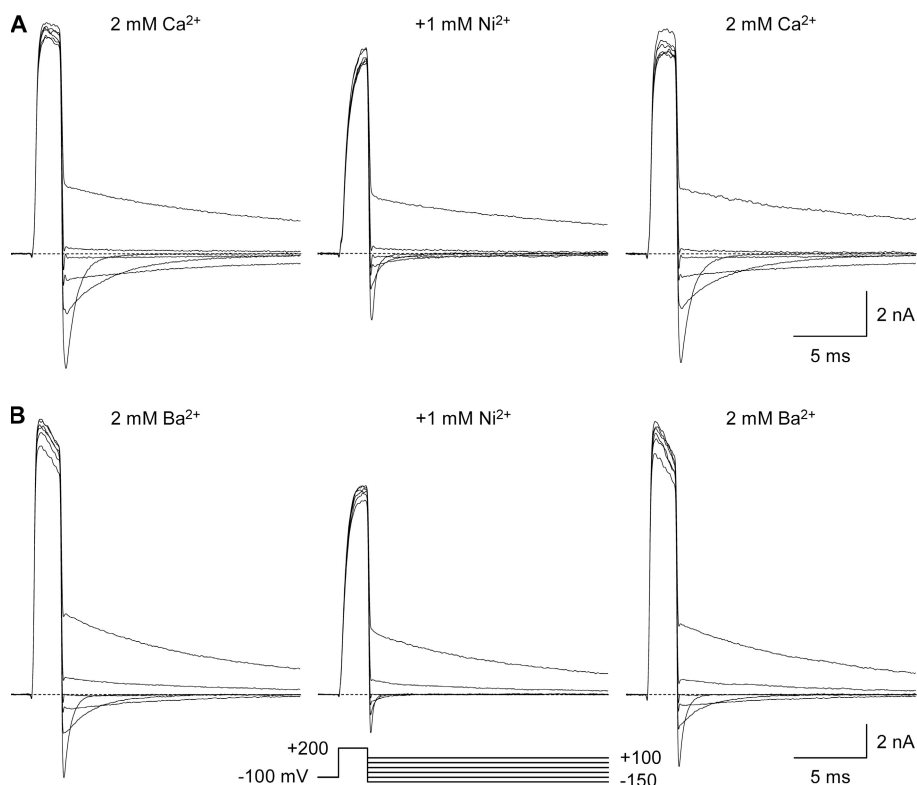 A
2 mM Ca²⁺
+1 mM Ni²⁺
2 mM Ca²⁺
2 nA
5 ms
B
2 mM Ba²⁺
+1 mM Ni²⁺
2 mM Ba²⁺
2 nA
5 ms
+200
-100 mV
+100
-150